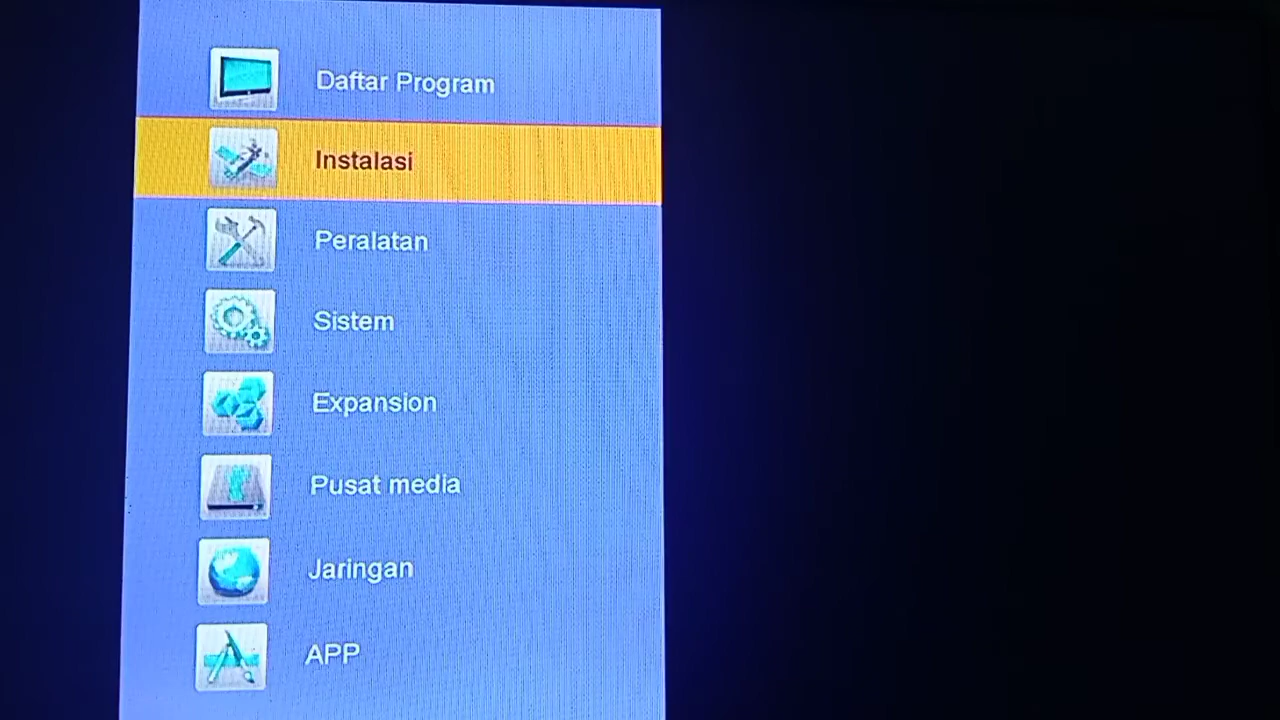 Daftar Program
Instalasi
Peralatan
Sistem
Expansion
Pusat media
Jaringan
APP